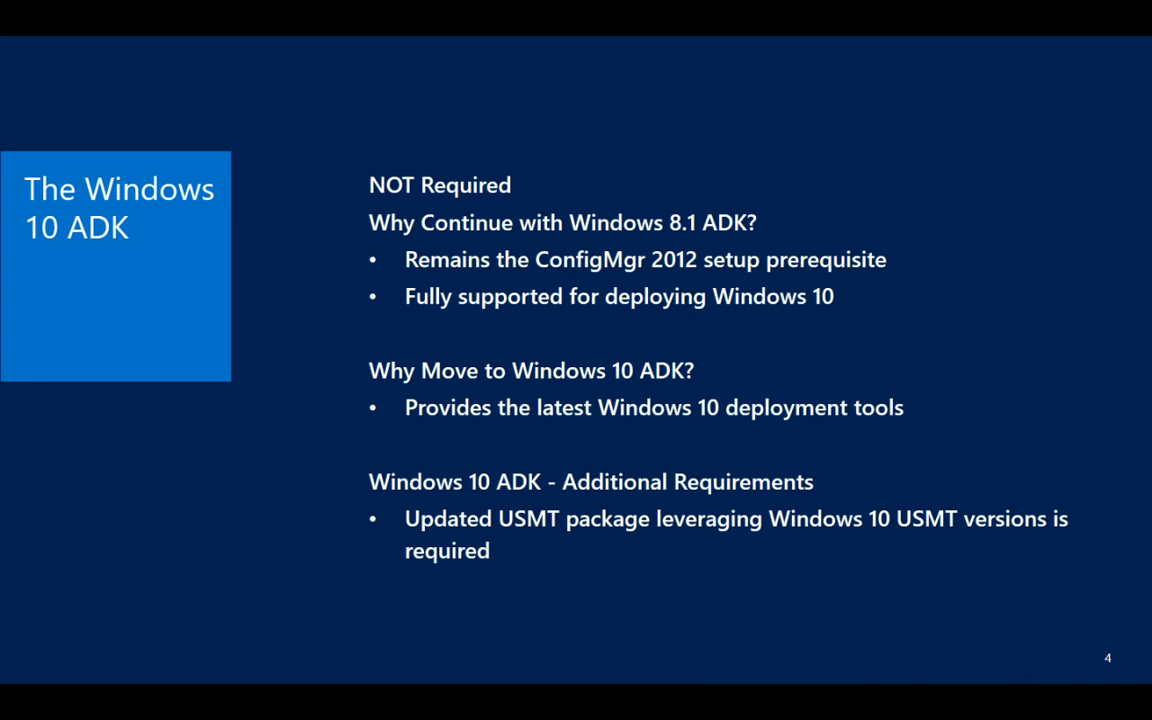 The Windows
10 ADK
NOT Required
Why Continue with Windows 8.1 ADK?
• Remains the ConfigMgr 2012 setup prerequisite
• Fully supported for deploying Windows 10
Why Move to Windows 10 ADK?
• Provides the latest Windows 10 deployment tools
Windows 10 ADK - Additional Requirements
• Updated USMT package leveraging Windows 10 USMT versions is
required
4